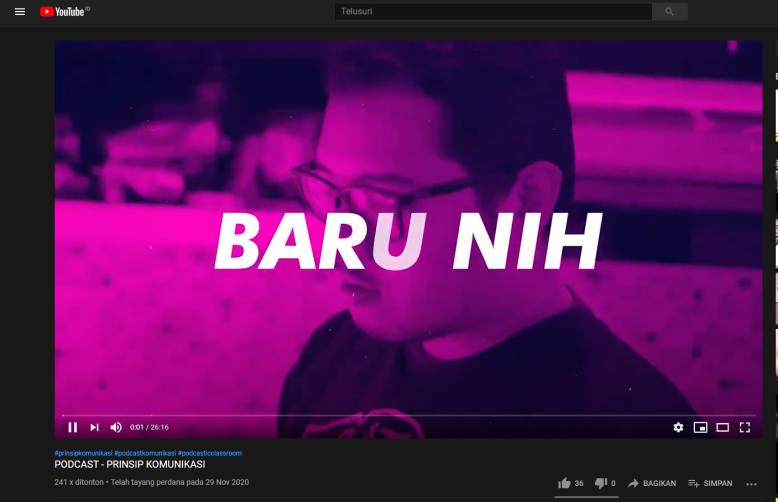 YouTube ID
Telusuri
BARU NIH
0:01 / 26:16
#prinsipkomunikasi #podcastkomunikasi #podcasticclassroom
PODCAST - PRINSIP KOMUNIKASI
241 x ditonton • Telah tayang perdana pada 29 Nov 2020
36
0
BAGIKAN
SIMPAN